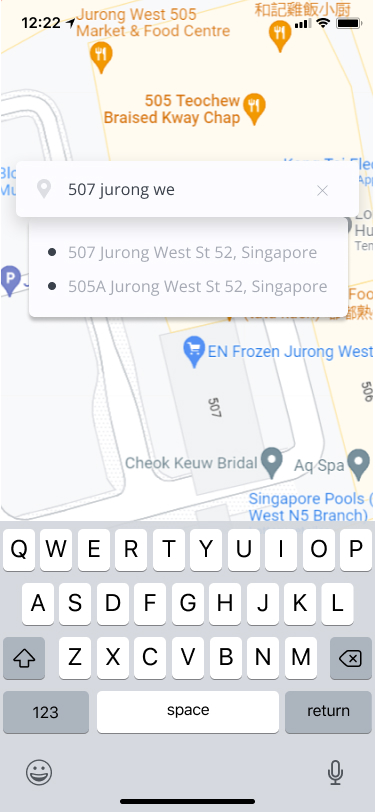 12:22
Jurong West 505
Market & Food Centre
和記雞飯小厨
505 Teochew
Braised Kway Chap
507 jurong we
507 Jurong West St 52, Singapore
505A Jurong West St 52, Singapore
P
EN Frozen Jurong West
507
Cheok Keuw Bridal
Aq Spa
Singapore Pools (
West N5 Branch)
Q W E R T Y U I O P
A S D F G H J K L
Z X C V B N M
123 space return